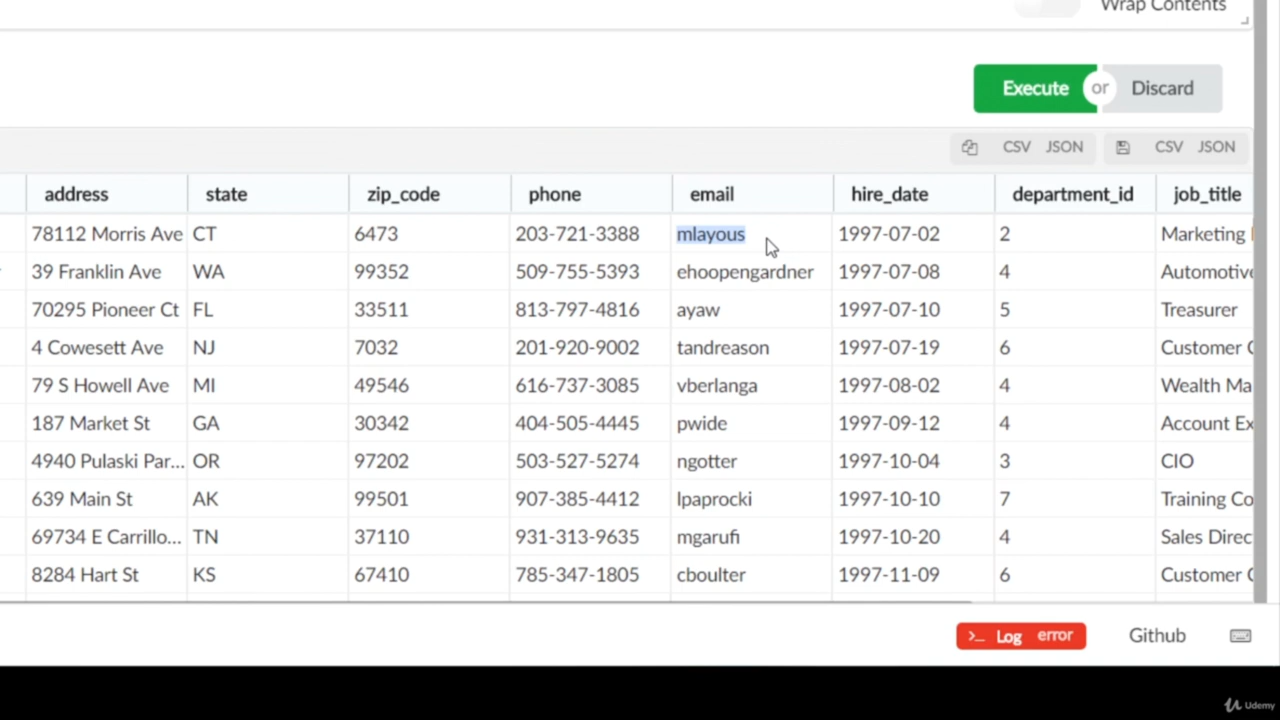 Wrap Contents
Execute or Discard
CSV JSON CSV JSON
address state zip_code phone email hire_date department_id job_title
78112 Morris Ave CT 6473 203-721-3388 mlayous 1997-07-02 2 Marketing
39 Franklin Ave WA 99352 509-755-5393 ehoopengardner 1997-07-08 4 Automotive
70295 Pioneer Ct FL 33511 813-797-4816 ayaw 1997-07-10 5 Treasurer
4 Cowesett Ave NJ 7032 201-920-9002 tandreason 1997-07-19 6 Customer
79 S Howell Ave MI 49546 616-737-3085 vberlanga 1997-08-02 4 Wealth Ma
187 Market St GA 30342 404-505-4445 pwide 1997-09-12 4 Account Ex
4940 Pulaski Par... OR 97202 503-527-5274 ngotter 1997-10-04 3 CIO
639 Main St AK 99501 907-385-4412 lpaprocki 1997-10-10 7 Training Co
69734 E Carrillo... TN 37110 931-313-9635 mgarufi 1997-10-20 4 Sales Direc
8284 Hart St KS 67410 785-347-1805 cboulter 1997-11-09 6 Customer
>_ Log error Github
Udemy